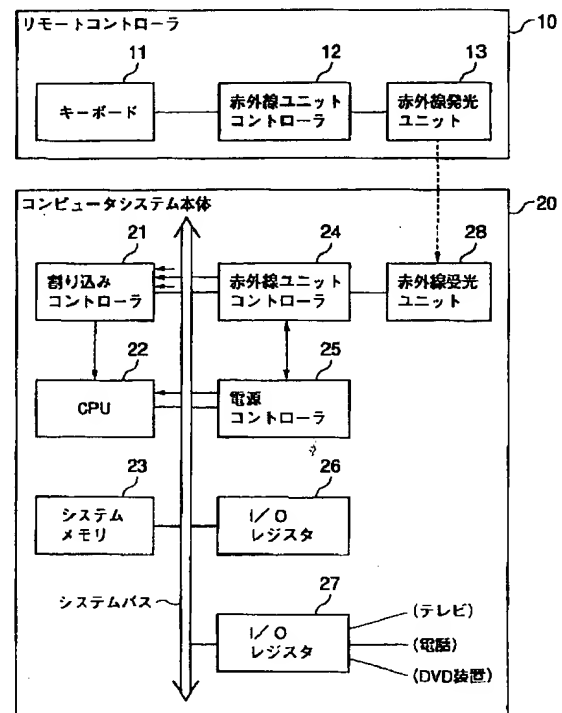 リモートコントローラ
10
11
12
13
キーボード
赤外線ユニット
コントローラ
赤外線発光
ユニット
コンピュータシステム本体
20
21
24
28
割り込み
コントローラ
赤外線ユニット
コントローラ
赤外線受光
ユニット
22
25
CPU
電源
コントローラ
23
26
システム
メモリ
I/O
レジスタ
システムバス
27
I/O
レジスタ
(テレビ)
(電話)
(DVD装置)